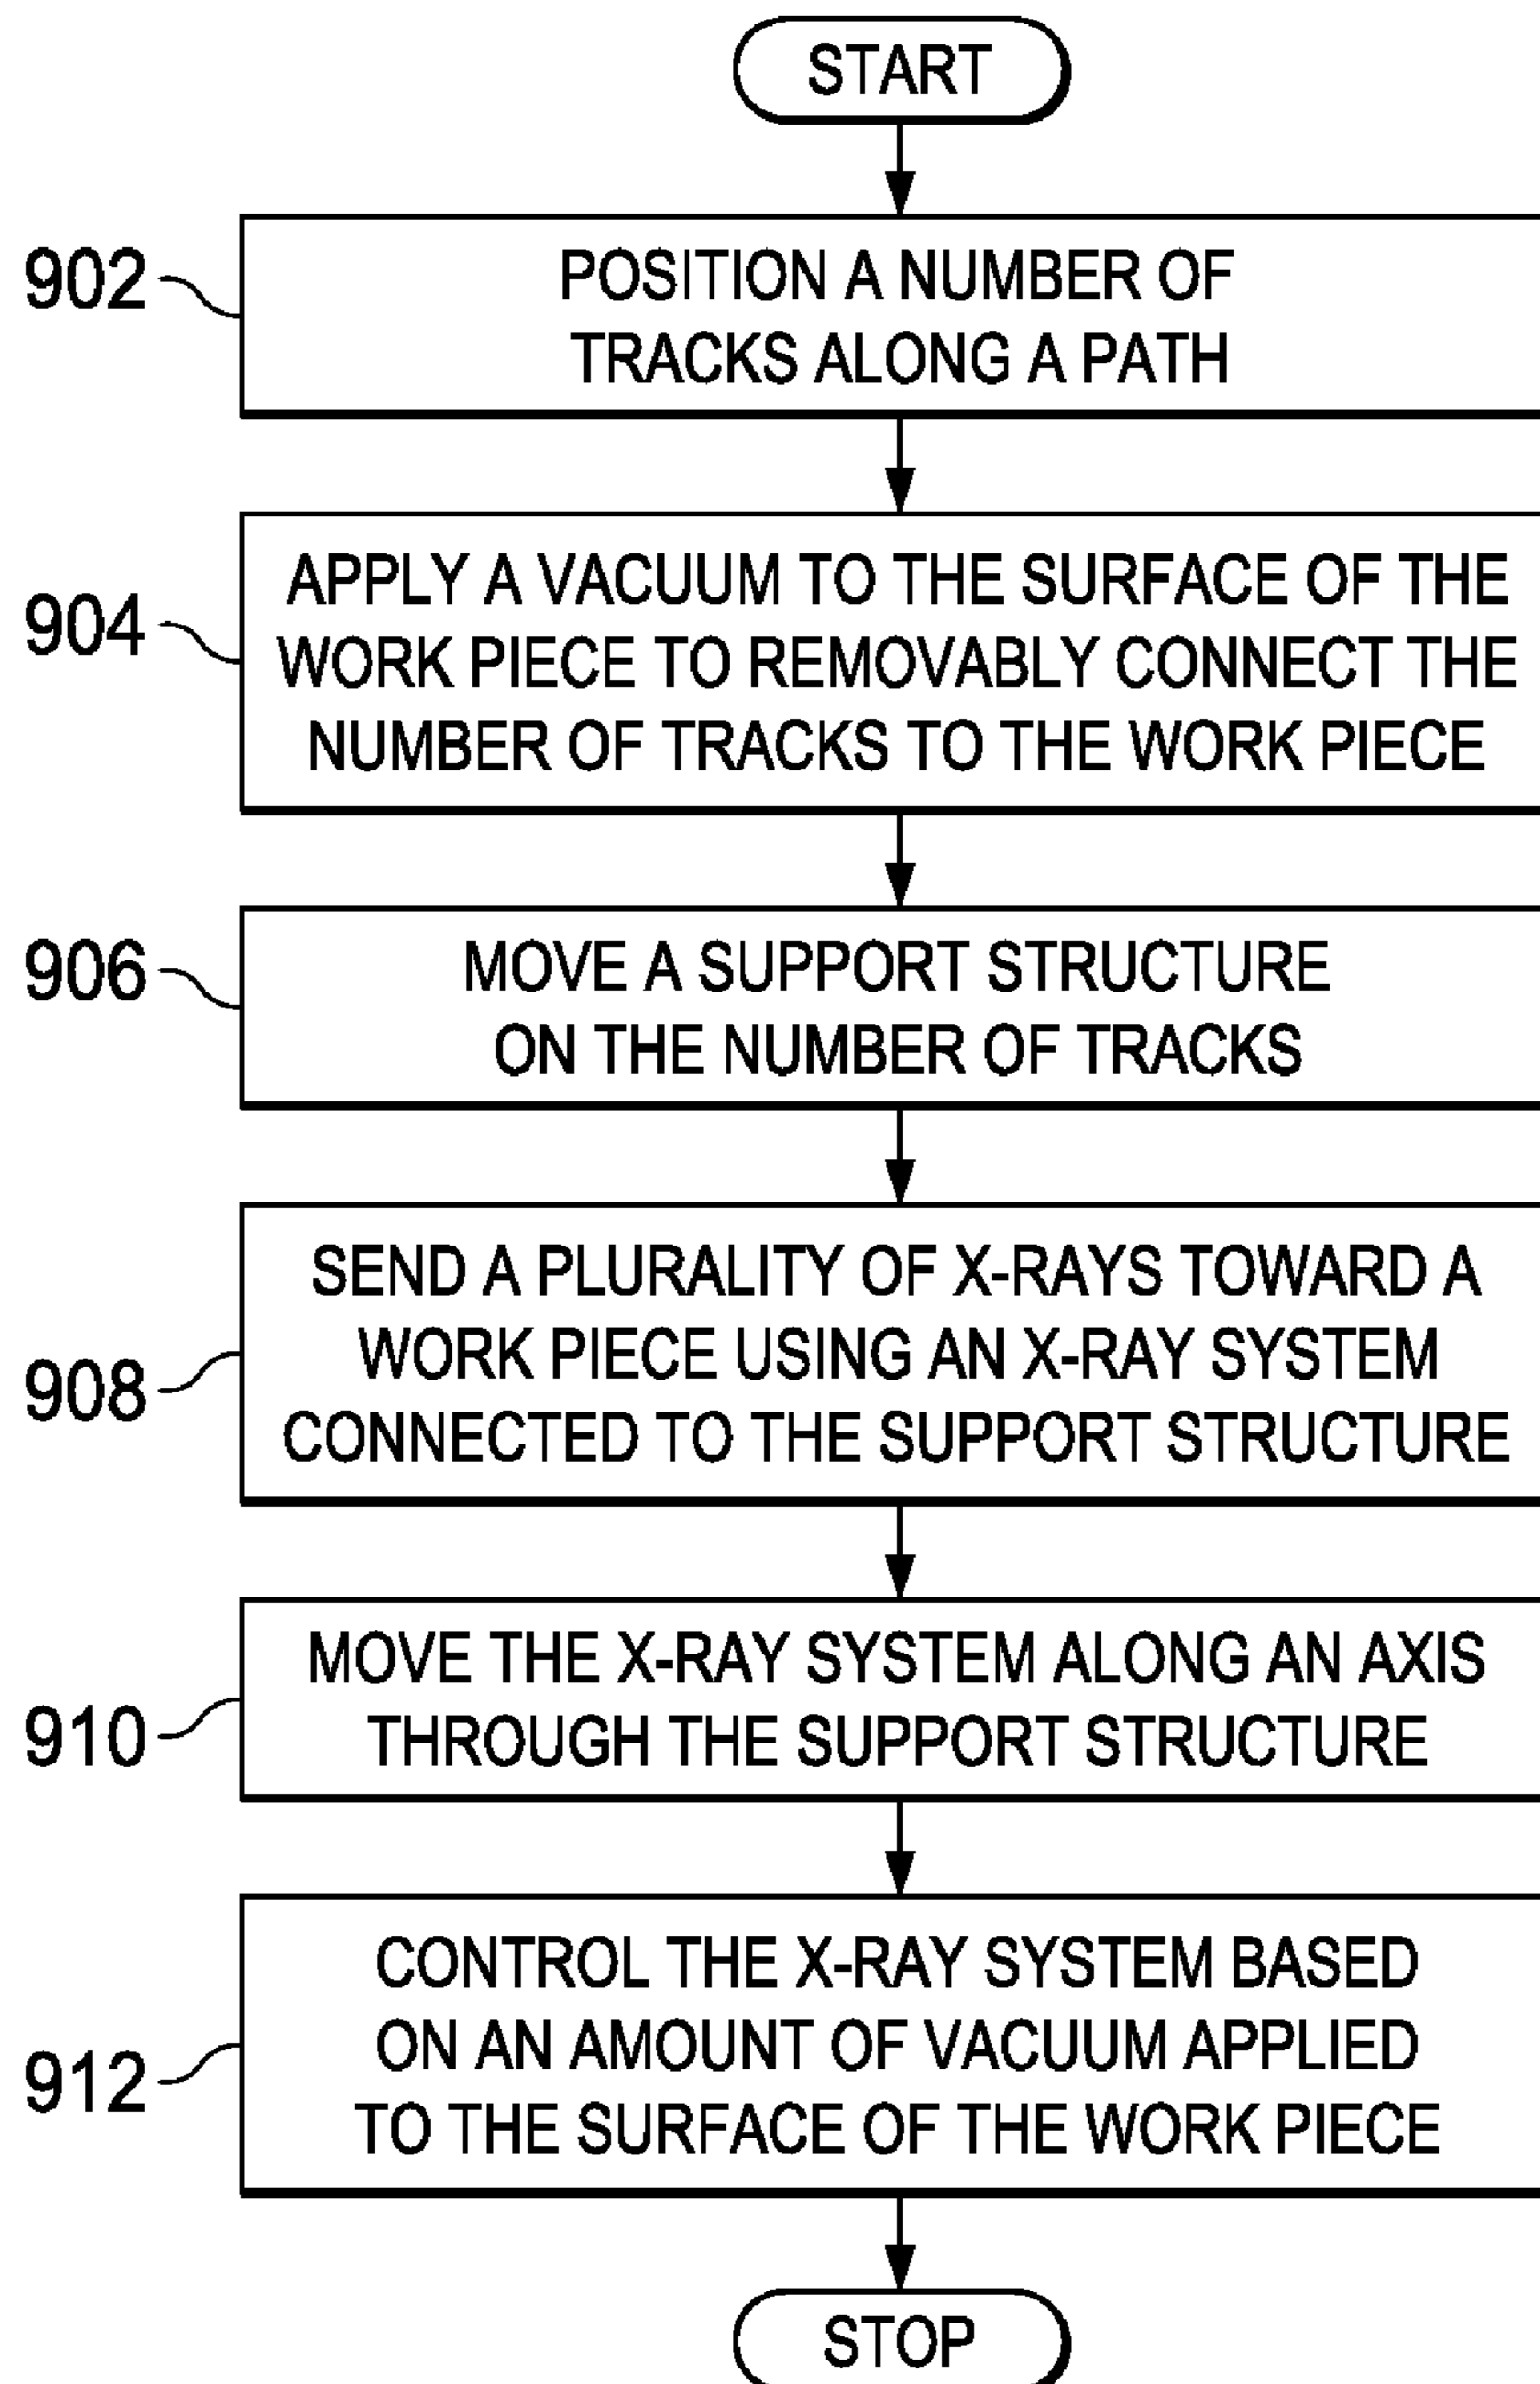 START
902
POSITION A NUMBER OF
TRACKS ALONG A PATH
904
APPLY A VACUUM TO THE SURFACE OF THE
WORK PIECE TO REMOVABLY CONNECT THE
NUMBER OF TRACKS TO THE WORK PIECE
906
MOVE A SUPPORT STRUCTURE
ON THE NUMBER OF TRACKS
908
SEND A PLURALITY OF X-RAYS TOWARD A
WORK PIECE USING AN X-RAY SYSTEM
CONNECTED TO THE SUPPORT STRUCTURE
910
MOVE THE X-RAY SYSTEM ALONG AN AXIS
THROUGH THE SUPPORT STRUCTURE
912
CONTROL THE X-RAY SYSTEM BASED
ON AN AMOUNT OF VACUUM APPLIED
TO THE SURFACE OF THE WORK PIECE
STOP